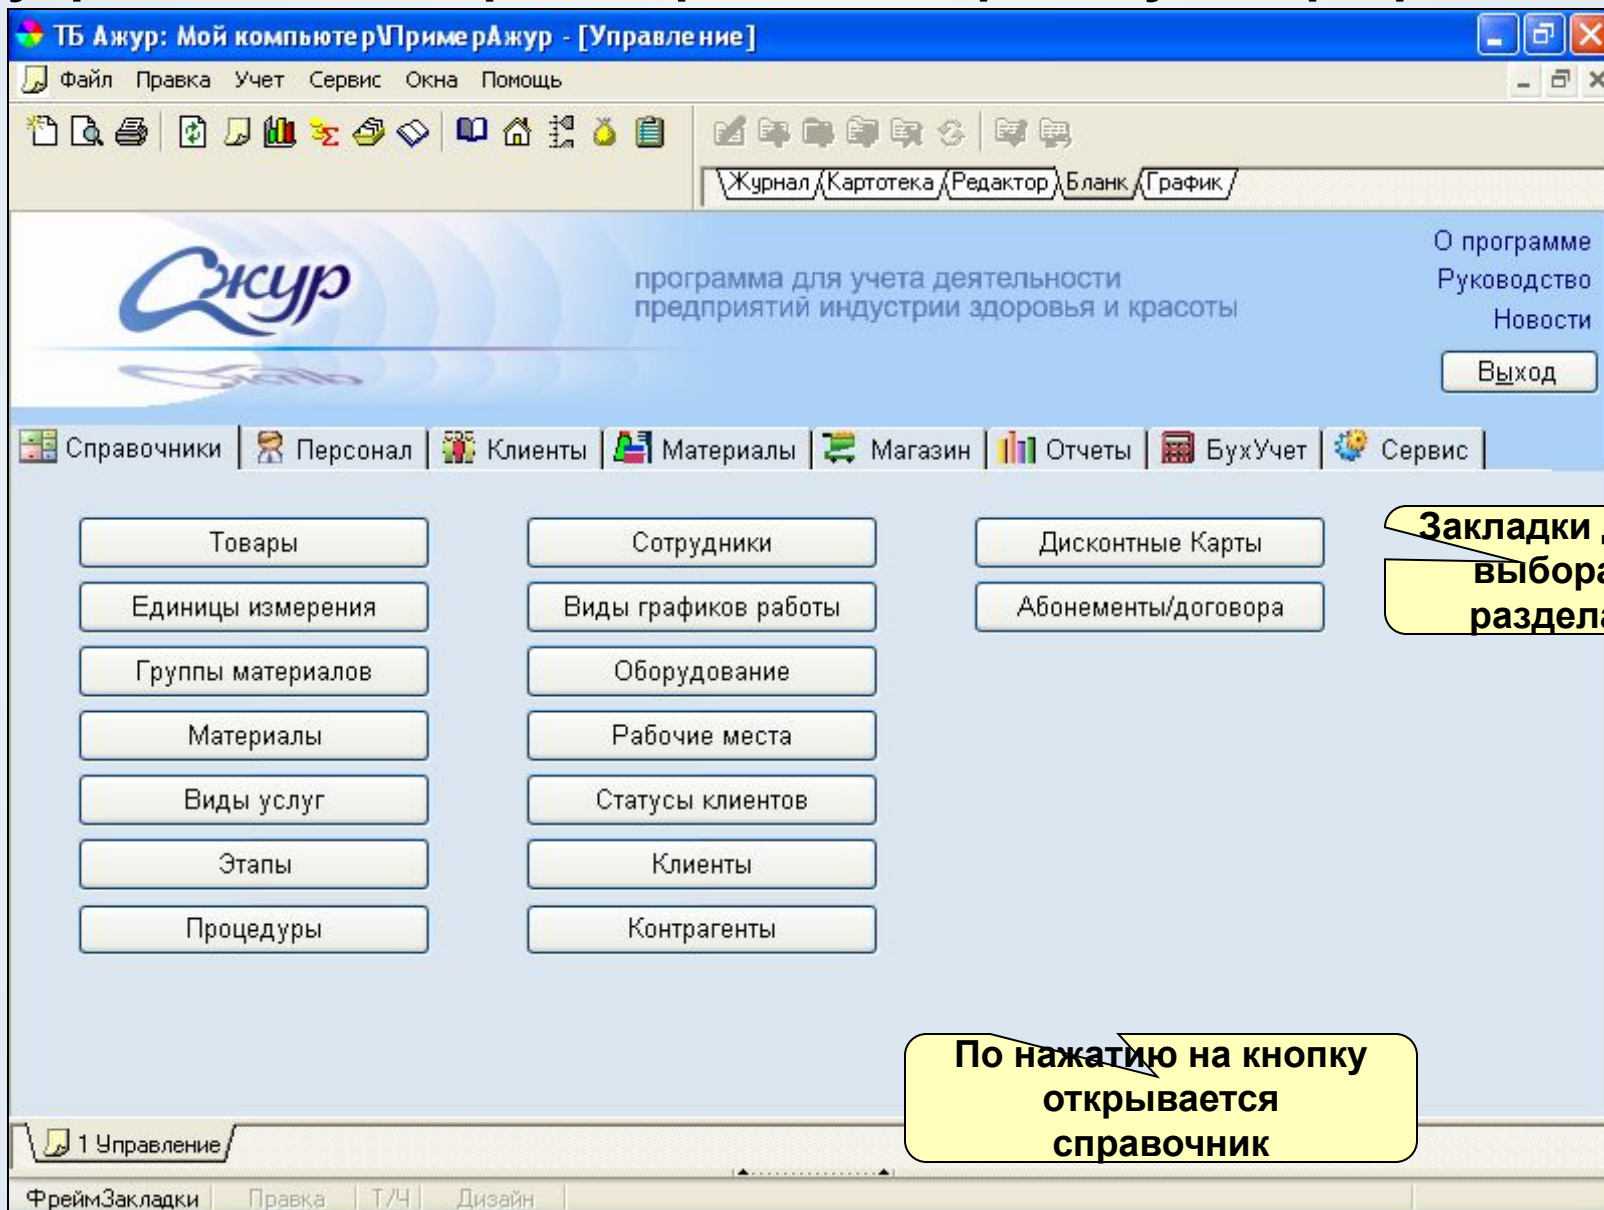 ТБ Ажур: Мой компьютер\ПримерАжур - [Управление]
Файл Правка Учет Сервис Окна Помощь
Журнал Картотека Редактор Бланк График
Ажур
программа для учета деятельности
предприятий индустрии здоровья и красоты
О программе
Руководство
Новости
Выход
Справочники Персонал Клиенты Материалы Магазин Отчеты БухУчет Сервис
Товары Сотрудники Дисконтные Карты
Единицы измерения Виды графиков работы Абонементы/договора
Группы материалов Оборудование
Материалы Рабочие места
Виды услуг Статусы клиентов
Этапы Клиенты
Процедуры Контрагенты
Закладки
выбора
раздела
По нажатию на кнопку
открывается
справочник
1 Управление
ФреймЗакладки Правка Т/Ч Дизайн